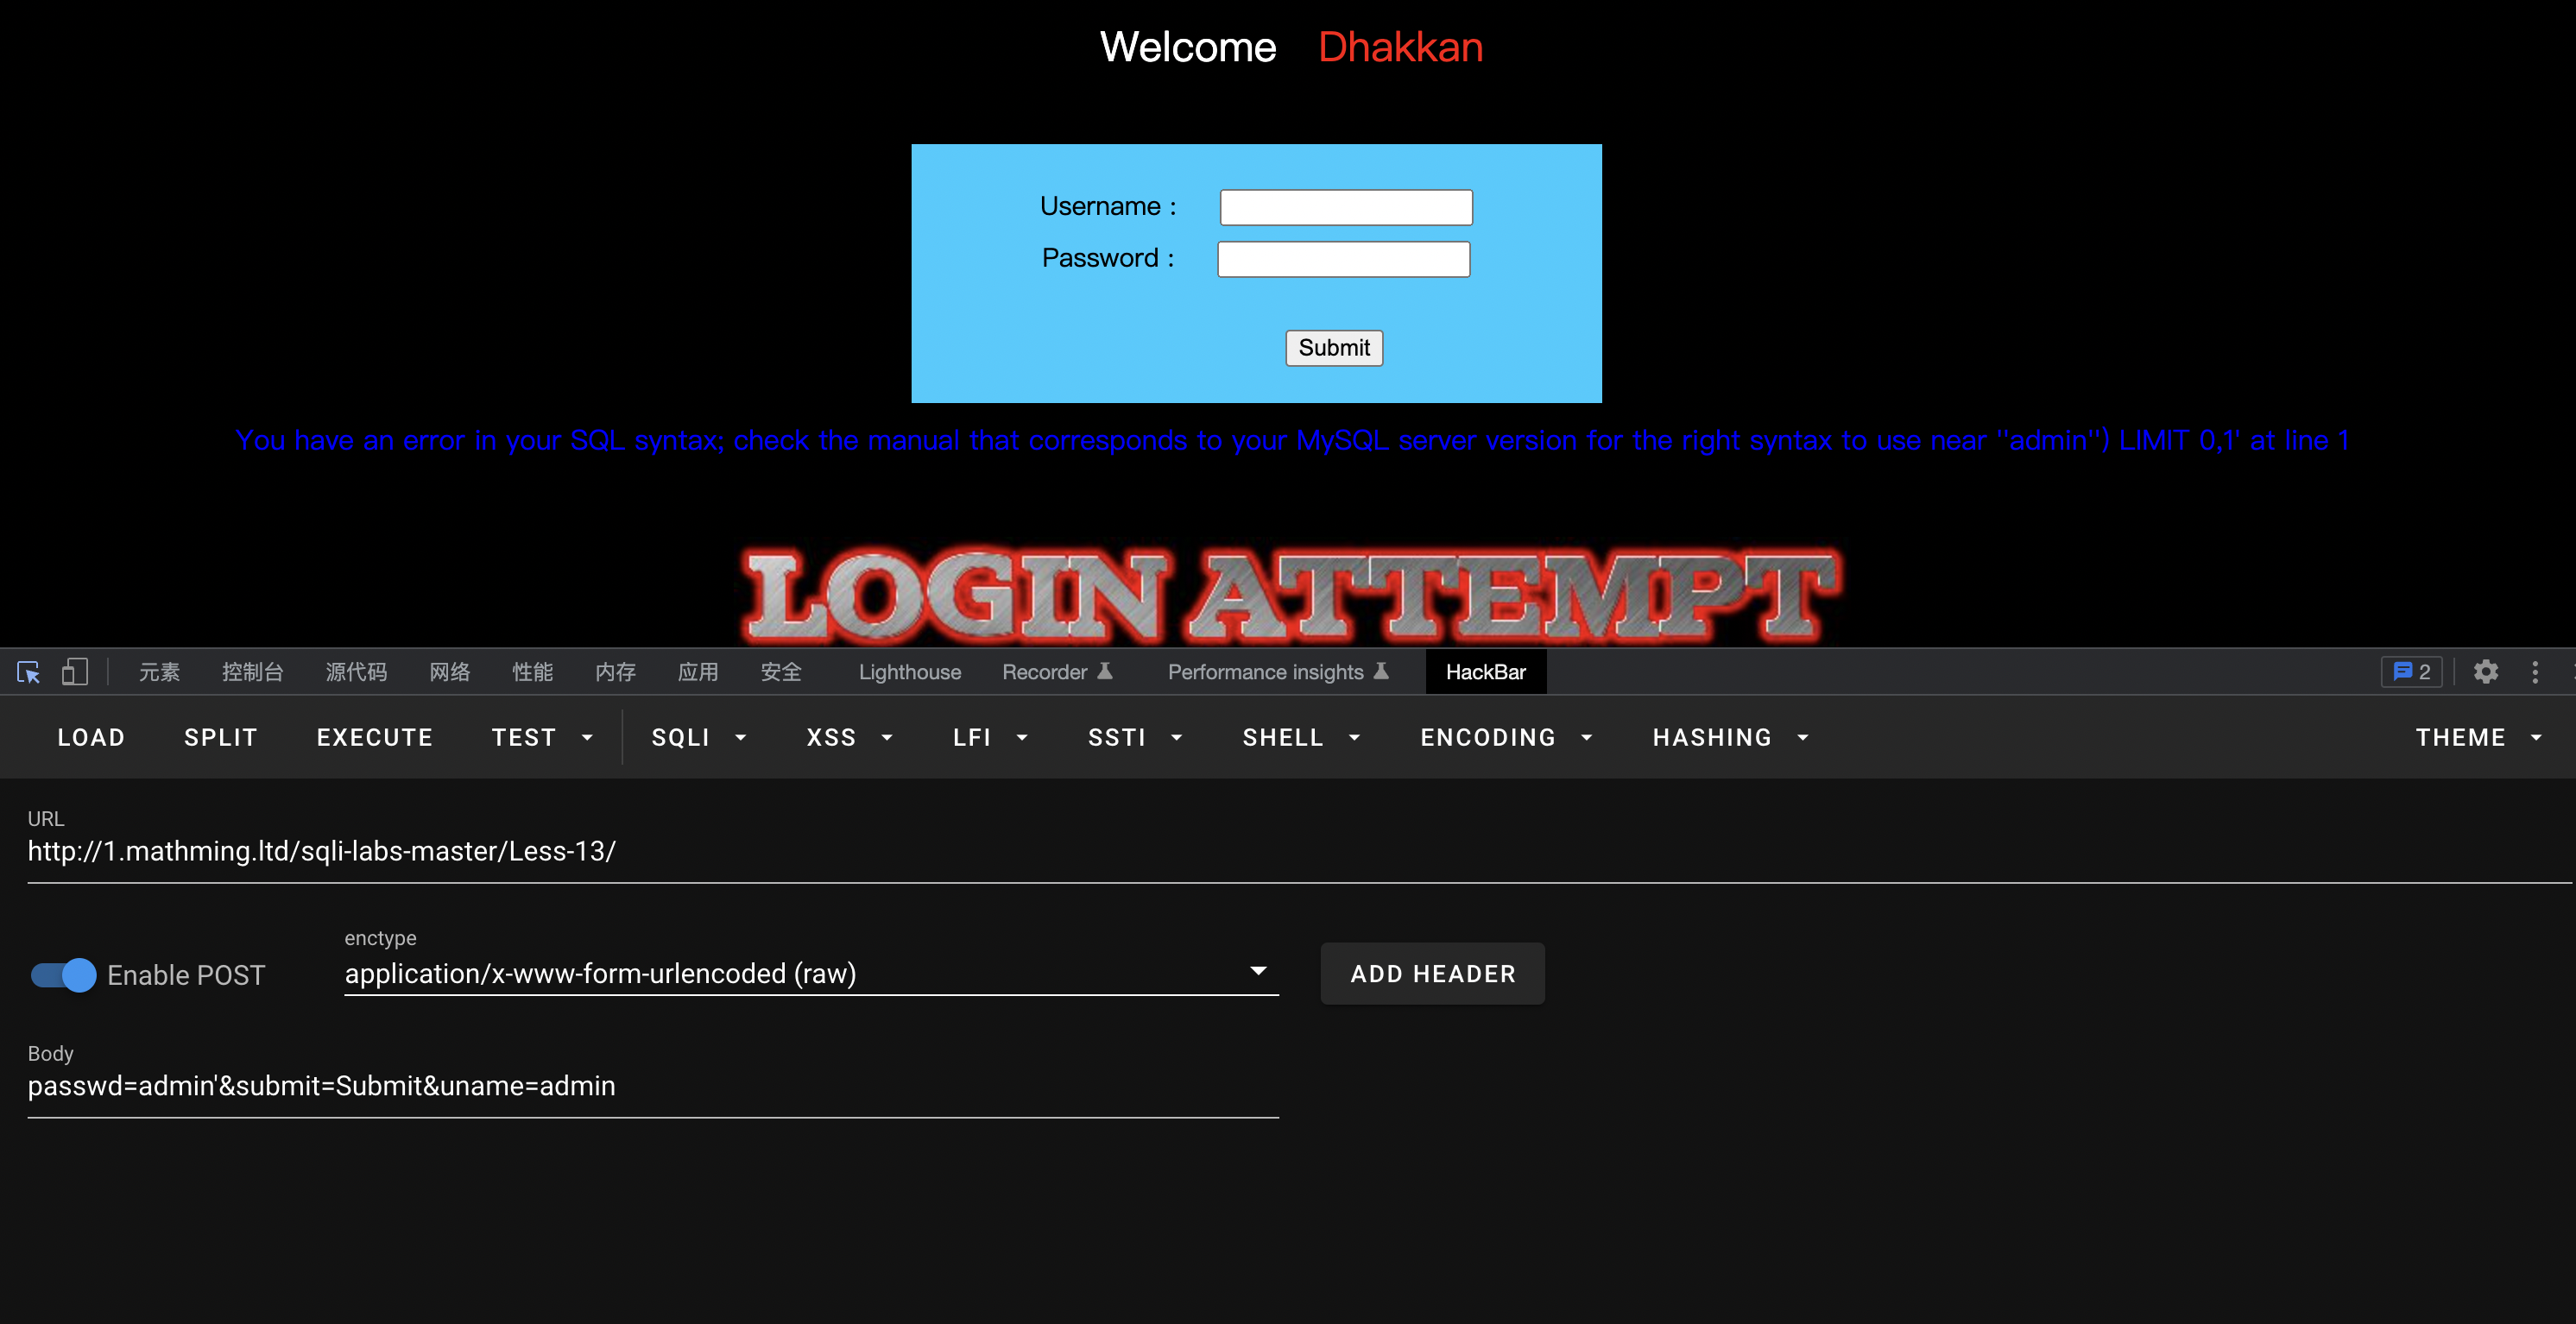 Welcome Dhakkan
Username :
Password :
Submit
You have an error in your SQL syntax; check the manual that corresponds to your MySQL server version for the right syntax to use near ''admin'') LIMIT 0,1' at line 1
LOGIN ATTEMPT
元素 控制台 源代码 网络 性能 内存 应用 安全 Lighthouse Recorder Performance insights HackBar 2
LOAD SPLIT EXECUTE TEST SQLI XSS LFI SSTI SHELL ENCODING HASHING THEME
URL
http://1.mathming.ltd/sqli-labs-master/Less-13/
enctype
Enable POST application/x-www-form-urlencoded (raw) ADD HEADER
Body
passwd=admin'&submit=Submit&uname=admin